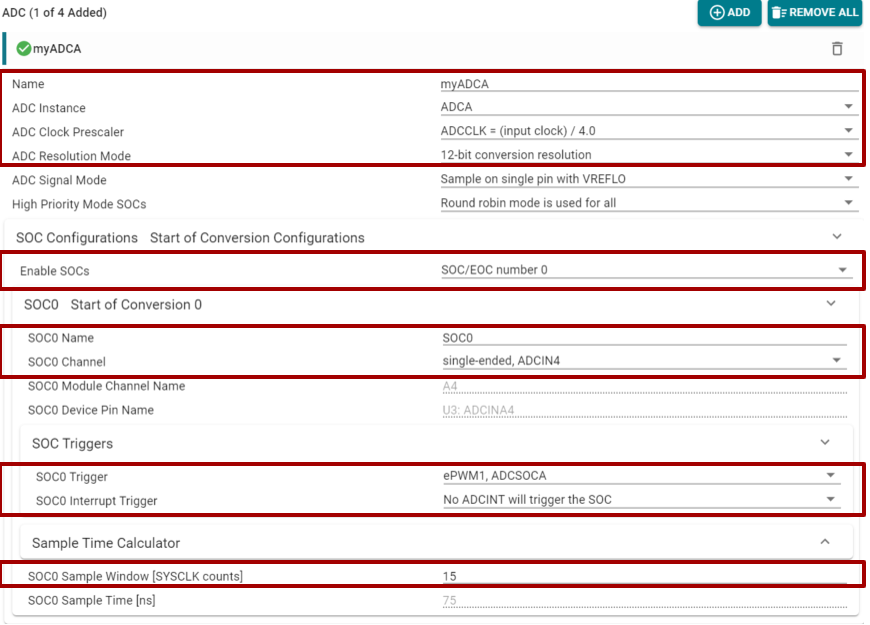 ADC (1 of 4 Added) ADD REMOVE ALL
myADCA
Name myADCA
ADC Instance ADCA
ADC Clock Prescaler ADCCLK = (input clock) / 4.0
ADC Resolution Mode 12-bit conversion resolution
ADC Signal Mode Sample on single pin with VREFLO
High Priority Mode SOCs Round robin mode is used for all
SOC Configurations Start of Conversion Configurations
Enable SOCs SOC/EOC number 0
SOC0 Start of Conversion 0
SOC0 Name SOC0
SOC0 Channel single-ended, ADCIN4
SOC0 Module Channel Name A4
SOC0 Device Pin Name U3: ADCINA4
SOC Triggers
SOC0 Trigger ePWM1, ADCSOCA
SOC0 Interrupt Trigger No ADCINT will trigger the SOC
Sample Time Calculator
SOC0 Sample Window [SYSCLK counts] 15
SOC0 Sample Time [ns] 75